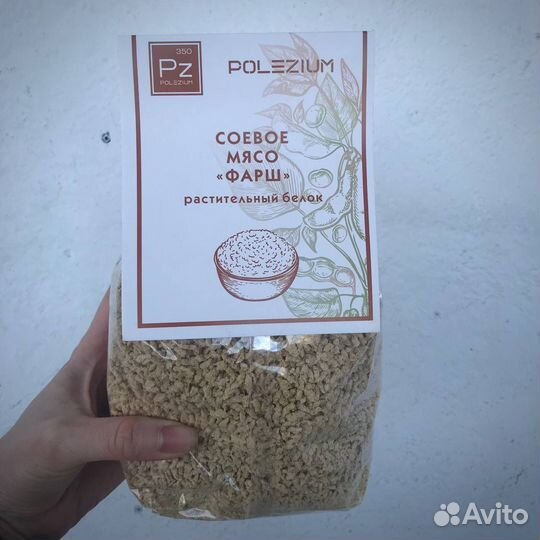 350
Pz
POLEZIUM
POLEZIUM
СОЕВОЕ
МЯСО
«ФАРШ»
растительный белок
Avito